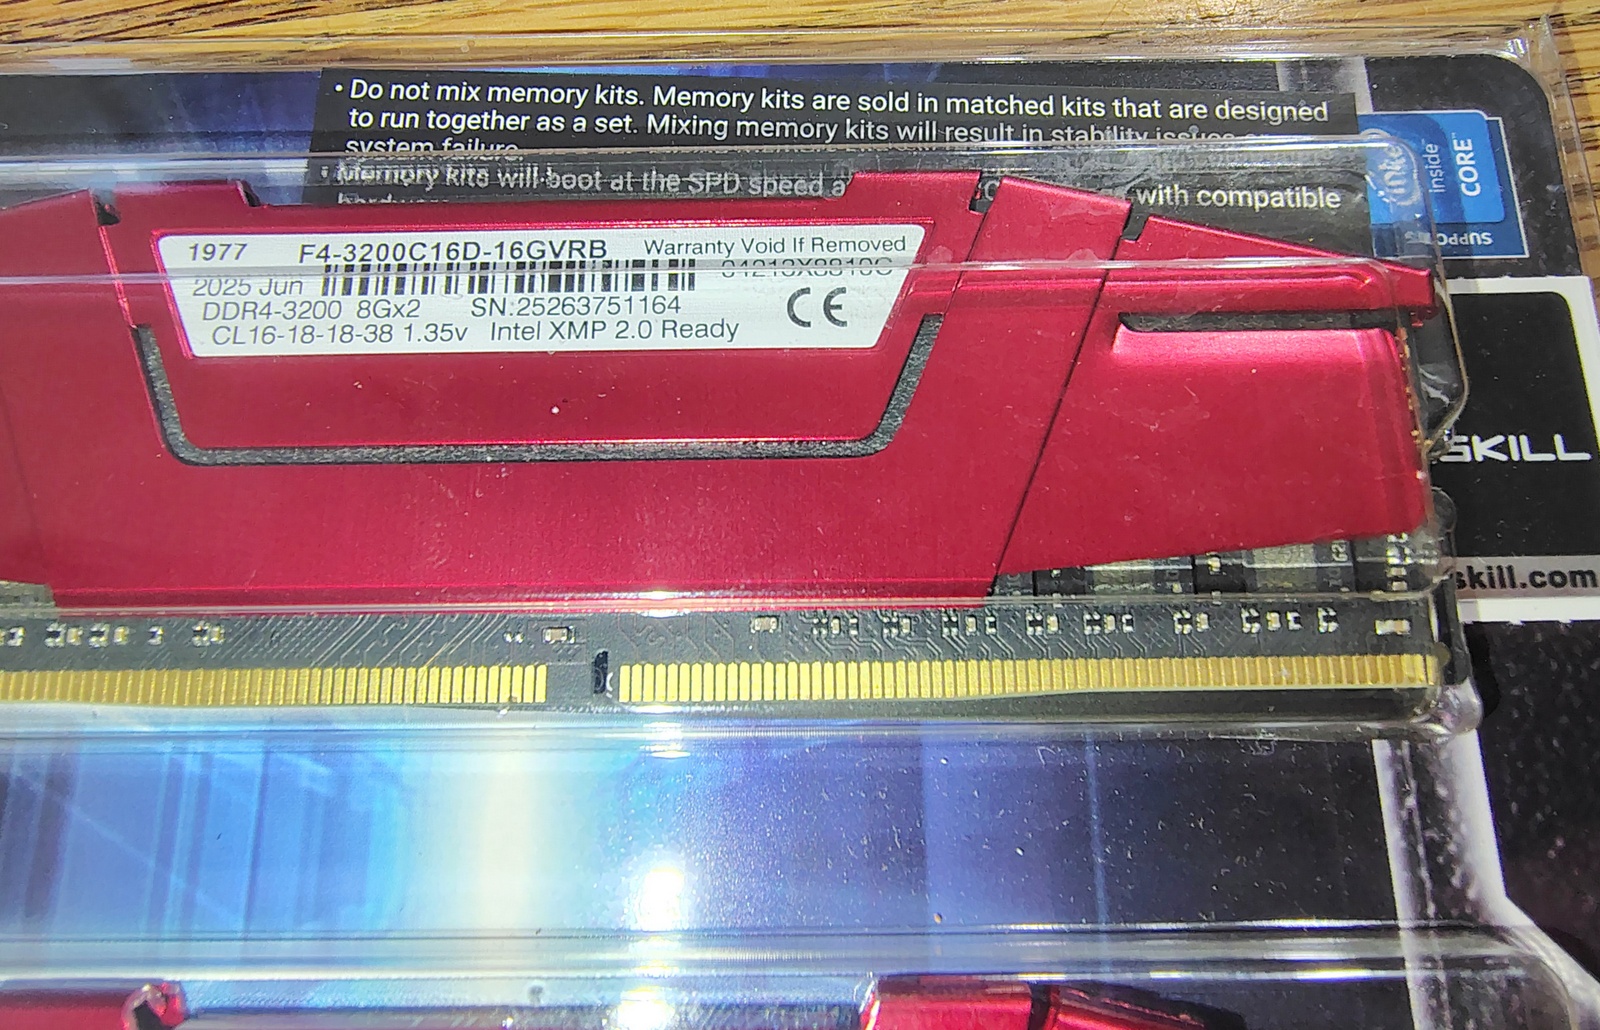 • Do not mix memory kits. Memory kits are sold in matched kits that are designed
to run together as a set. Mixing memory kits will result in stability issues
system failure.
• Memory kits will boot at the SPD speed a
with compatible
intel inside CORE
SUPPORTS
1977 F4-3200C16D-16GVRB Warranty Void If Removed
2025 Jun
DDR4-3200 8Gx2 SN:25263751164
CL16-18-18-38 1.35v Intel XMP 2.0 Ready
CE
SKILL
skill.com